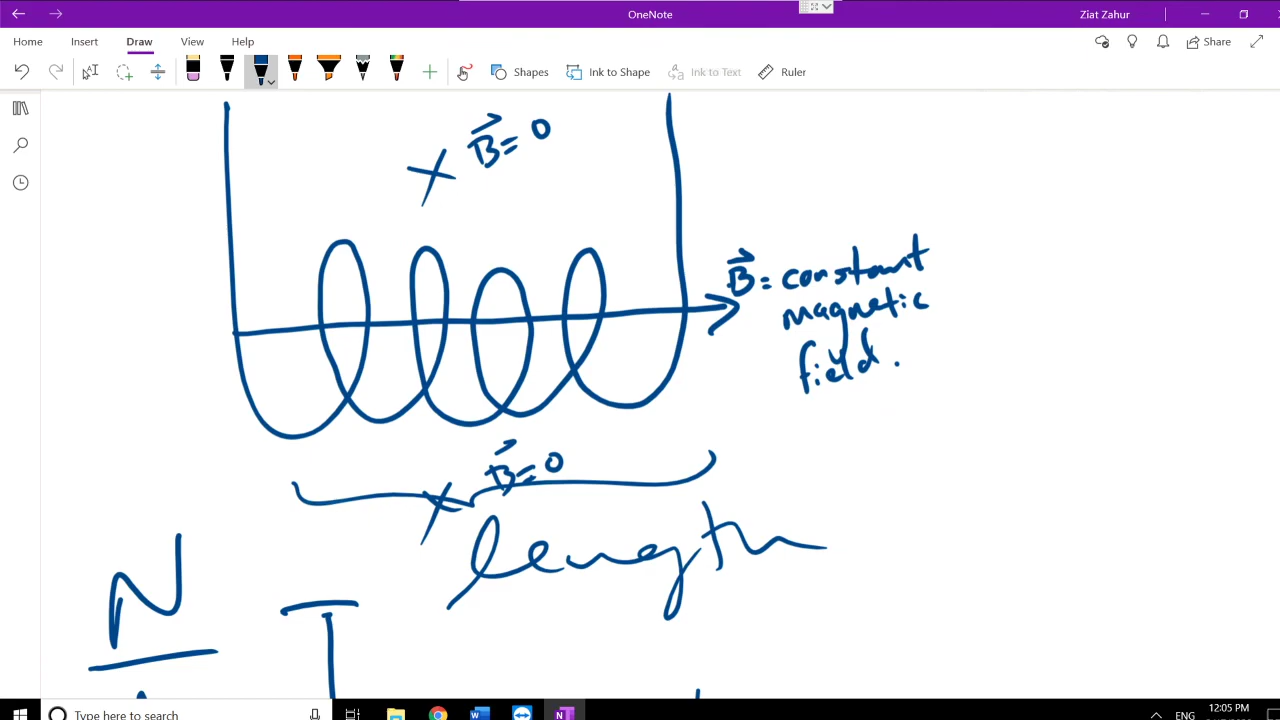 OneNote
Ziat Zahur
Home Insert Draw View Help
Share
Shapes Ink to Shape Ink to Text Ruler
B = 0
B = constant
magnetic
field.
B = 0
length
N
I
Type here to search
ENG
12:05 PM